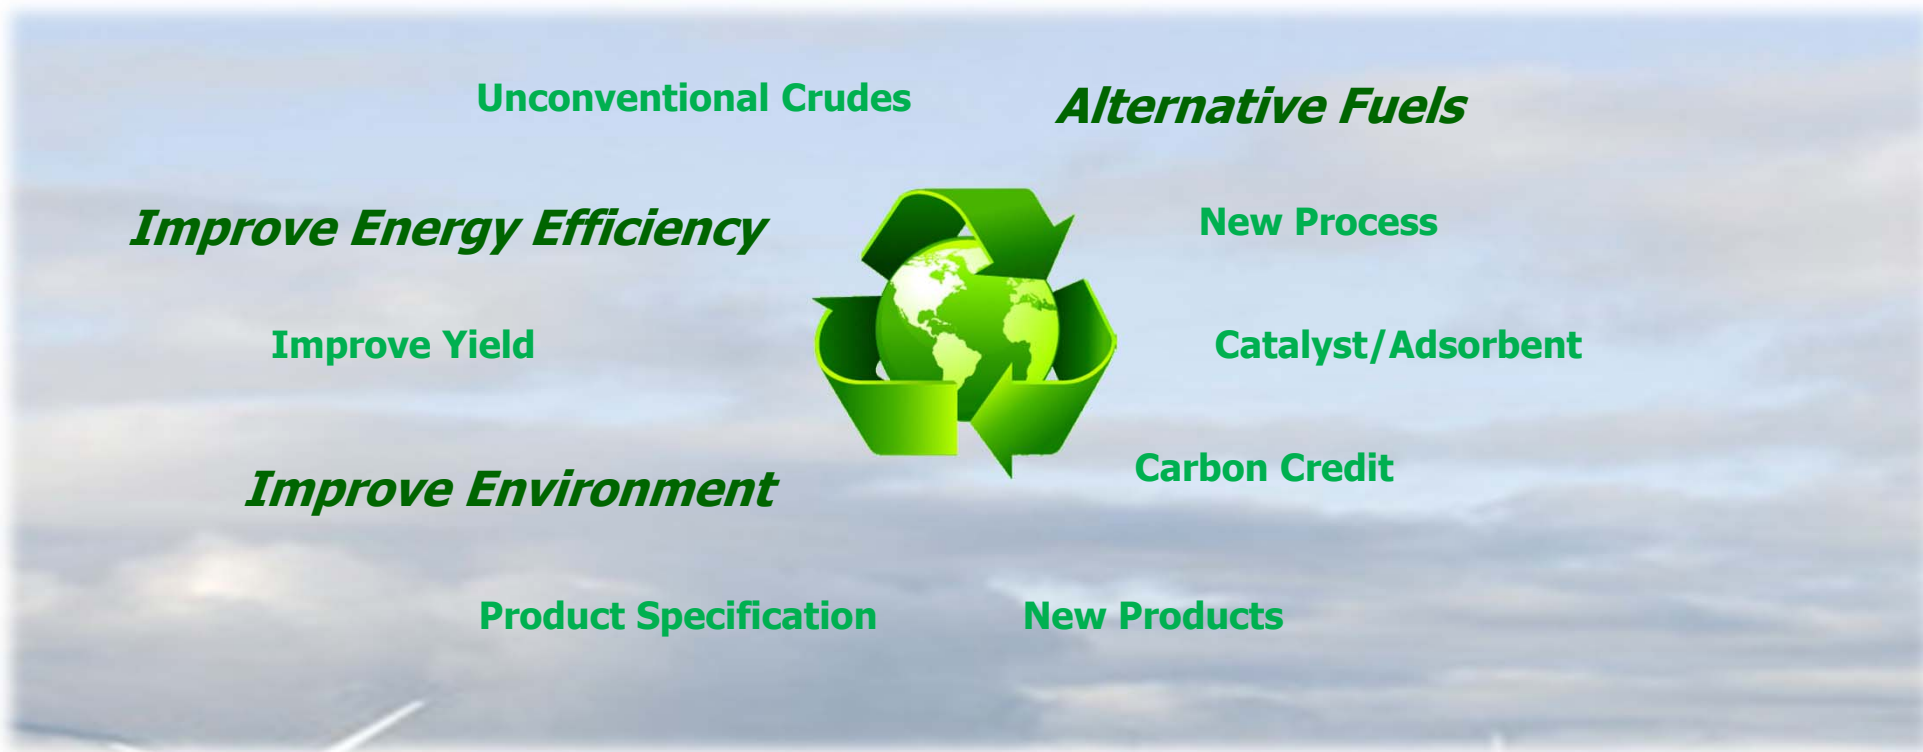 Unconventional Crudes
Alternative Fuels
Improve Energy Efficiency
New Process
Improve Yield
Catalyst/Adsorbent
Carbon Credit
Improve Environment
Product Specification
New Products